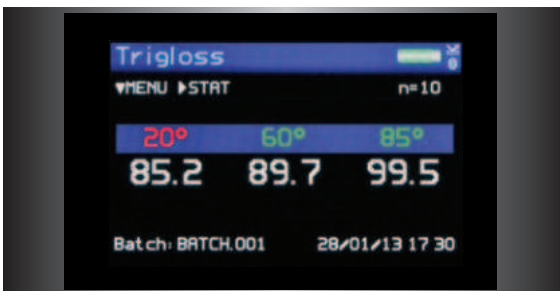 Trigloss
▼MENU ▶STAT n=10
20° 60° 85°
85.2 89.7 99.5
Batch: BATCH.001 28/01/13 17 30